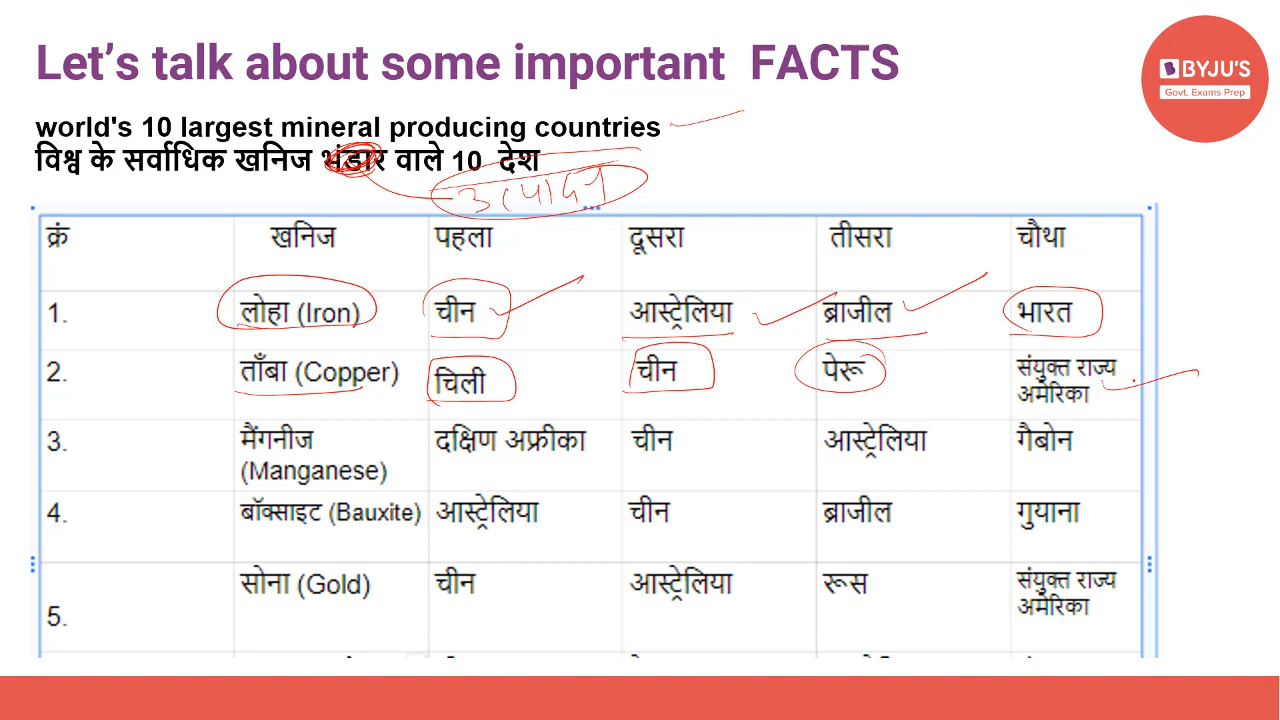 Let's talk about some important FACTS
BYJU'S
Govt. Exams Prep
world's 10 largest mineral producing countries
विश्व के सर्वाधिक खनिज भंडार वाले 10 देश
उत्पादन
क्रं खनिज पहला दूसरा तीसरा चौथा
1. लोहा (Iron) चीन आस्ट्रेलिया ब्राजील भारत
2. ताँबा (Copper) चिली चीन पेरू संयुक्त राज्य
अमेरिका
3. मैंगनीज दक्षिण अफ्रीका चीन आस्ट्रेलिया गैबोन
(Manganese)
4. बॉक्साइट (Bauxite) आस्ट्रेलिया चीन ब्राजील गुयाना
सोना (Gold) चीन आस्ट्रेलिया रूस संयुक्त राज्य
अमेरिका
5.